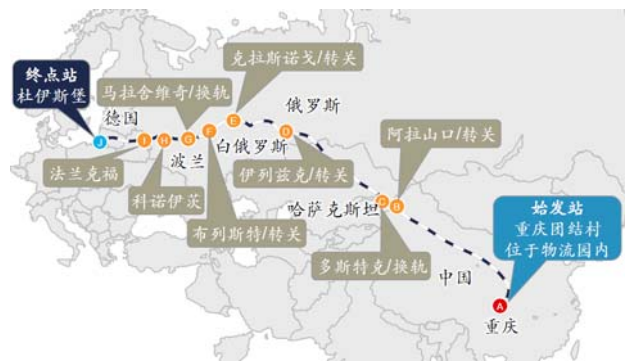 克拉斯诺戈/转关
终点站
杜伊斯堡
马拉舍维奇/换轨
德国
俄罗斯
阿拉山口/转关
J
I
H
G
F
E
D
波兰
白俄罗斯
法兰克福
伊列兹克/转关
科诺伊茨
哈萨克斯坦
C
B
始发站
重庆团结村
位于物流园内
布列斯特/转关
多斯特克/换轨
中国
A
重庆